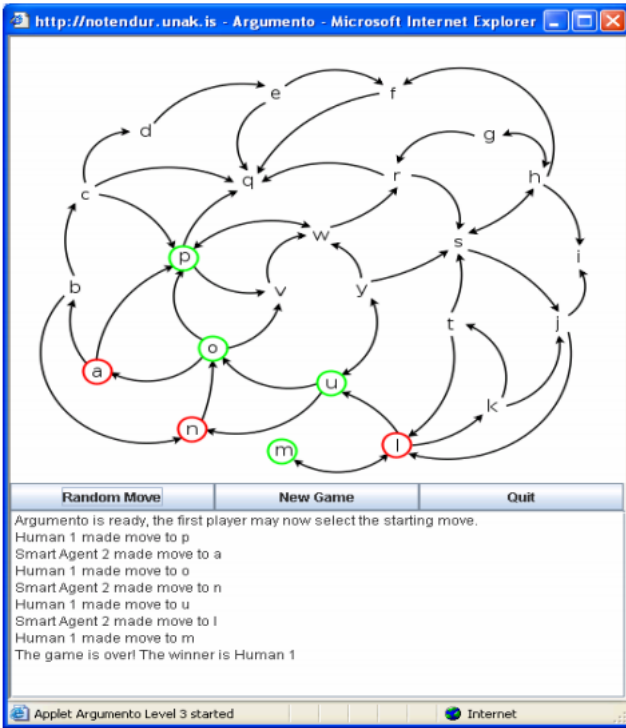 http://notendur.unak.is - Argumento - Microsoft Internet Explorer
e
f
d
g
q
r
h
c
w
s
p
i
b
v
y
t
j
o
a
u
k
n
m
l
Random Move New Game Quit
Argumento is ready, the first player may now select the starting move.
Human 1 made move to p
Smart Agent 2 made move to a
Human 1 made move to o
Smart Agent 2 made move to n
Human 1 made move to u
Smart Agent 2 made move to l
Human 1 made move to m
The game is over! The winner is Human 1
Applet Argumento Level 3 started Internet